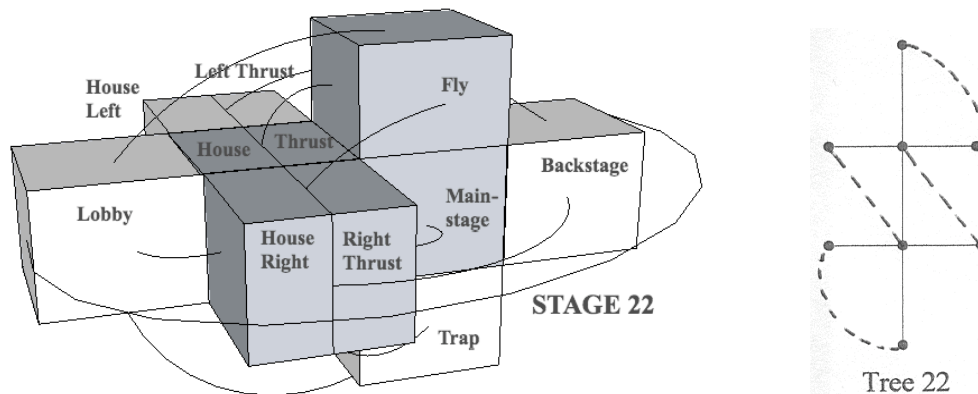 Left Thrust
House
Left
Fly
House
Thrust
Backstage
Lobby
Main-
stage
House
Right
Right
Thrust
STAGE 22
Trap
Tree 22